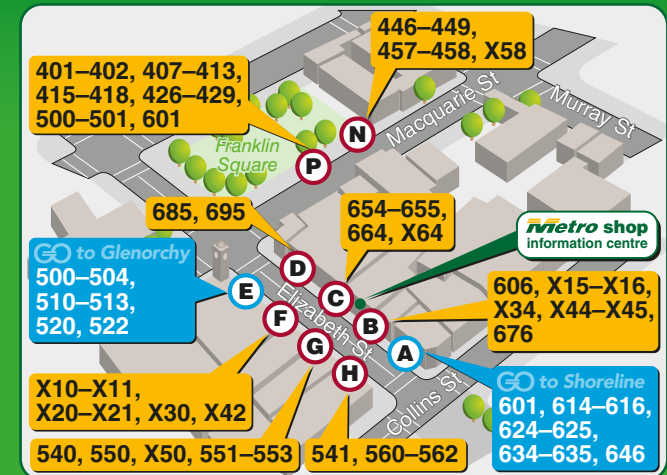 446–449,
457–458, X58
401–402, 407–413,
415–418, 426–429,
500–501, 601
N
Macquarie St
Murray St
Franklin
Square
P
685, 695
654–655,
664, X64
metro shop
information centre
GO to Glenorchy
500–504,
510–513,
520, 522
D
E
C
606, X15–X16,
X34, X44–X45,
676
Elizabeth St
F
B
G
A
H
Collins St
X10–X11,
X20–X21, X30, X42
GO to Shoreline
601, 614–616,
624–625,
634–635, 646
540, 550, X50, 551–553
541, 560–562